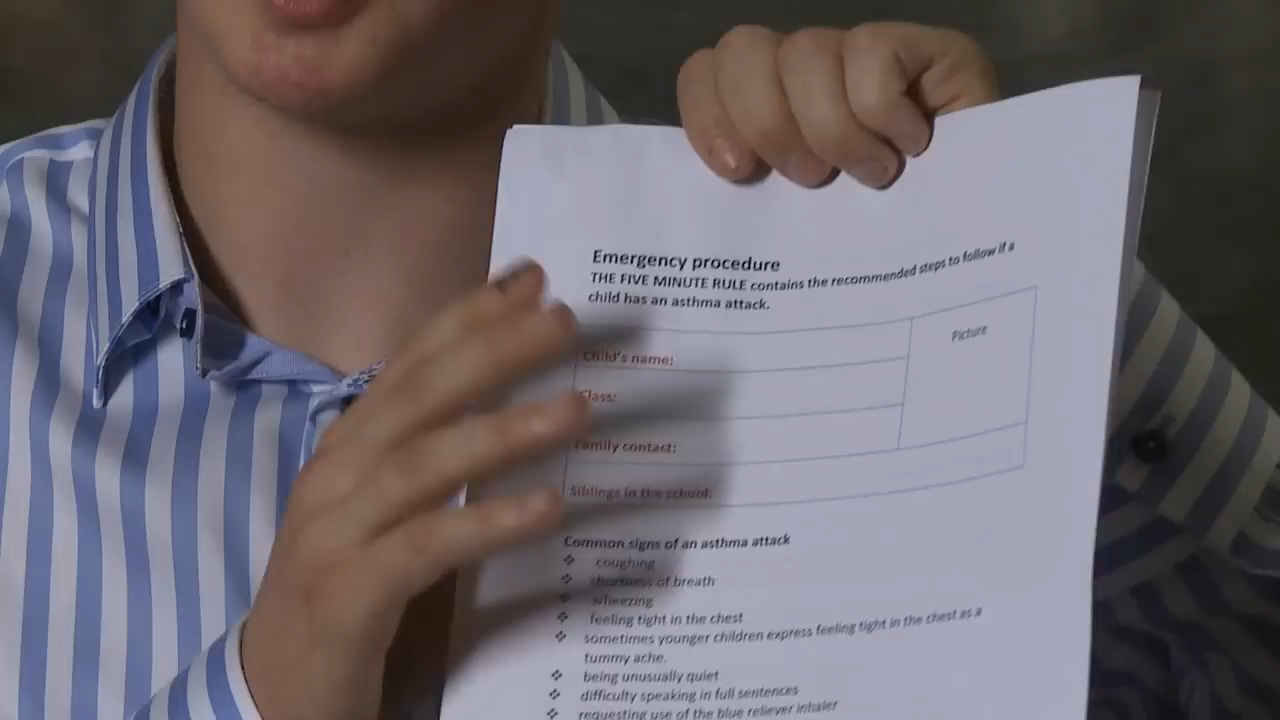 Emergency procedure
THE FIVE MINUTE RULE contains the recommended steps to follow if a
child has an asthma attack.
Child's name:
Picture
Class:
Family contact:
Siblings in the school:
Common signs of an asthma attack
❖ coughing
❖ shortness of breath
❖ wheezing
❖ feeling tight in the chest
❖ sometimes younger children express feeling tight in the chest as a
tummy ache.
❖ being unusually quiet
❖ difficulty speaking in full sentences
❖ requesting use of the blue reliever inhaler